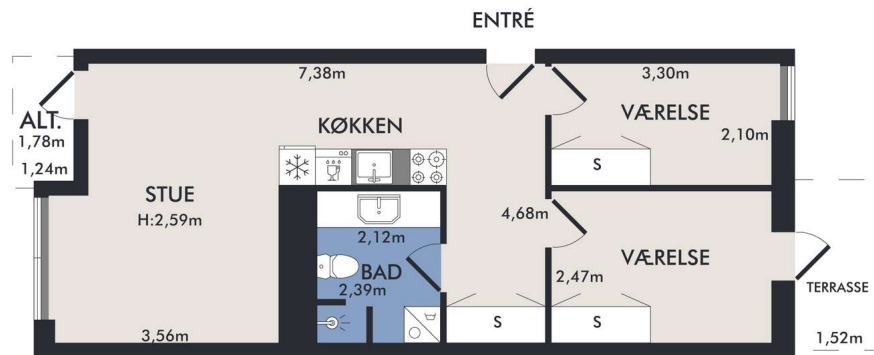 ENTRÉ
7,38m
3,30m
ALT.
1,78m
1,24m
KØKKEN
VÆRELSE
2,10m
S
STUE
H:2,59m
4,68m
2,12m
BAD
2,39m
VÆRELSE
2,47m
TERRASSE
S
S
3,56m
1,52m